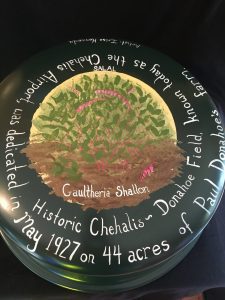 SALAL
Gaultheria Shallon
Historic Chehalis~ Donahoe Field, known today as the Chehalis Airport, was dedicated in May 1927 on 44 acres of Paul Donahoe's farm.